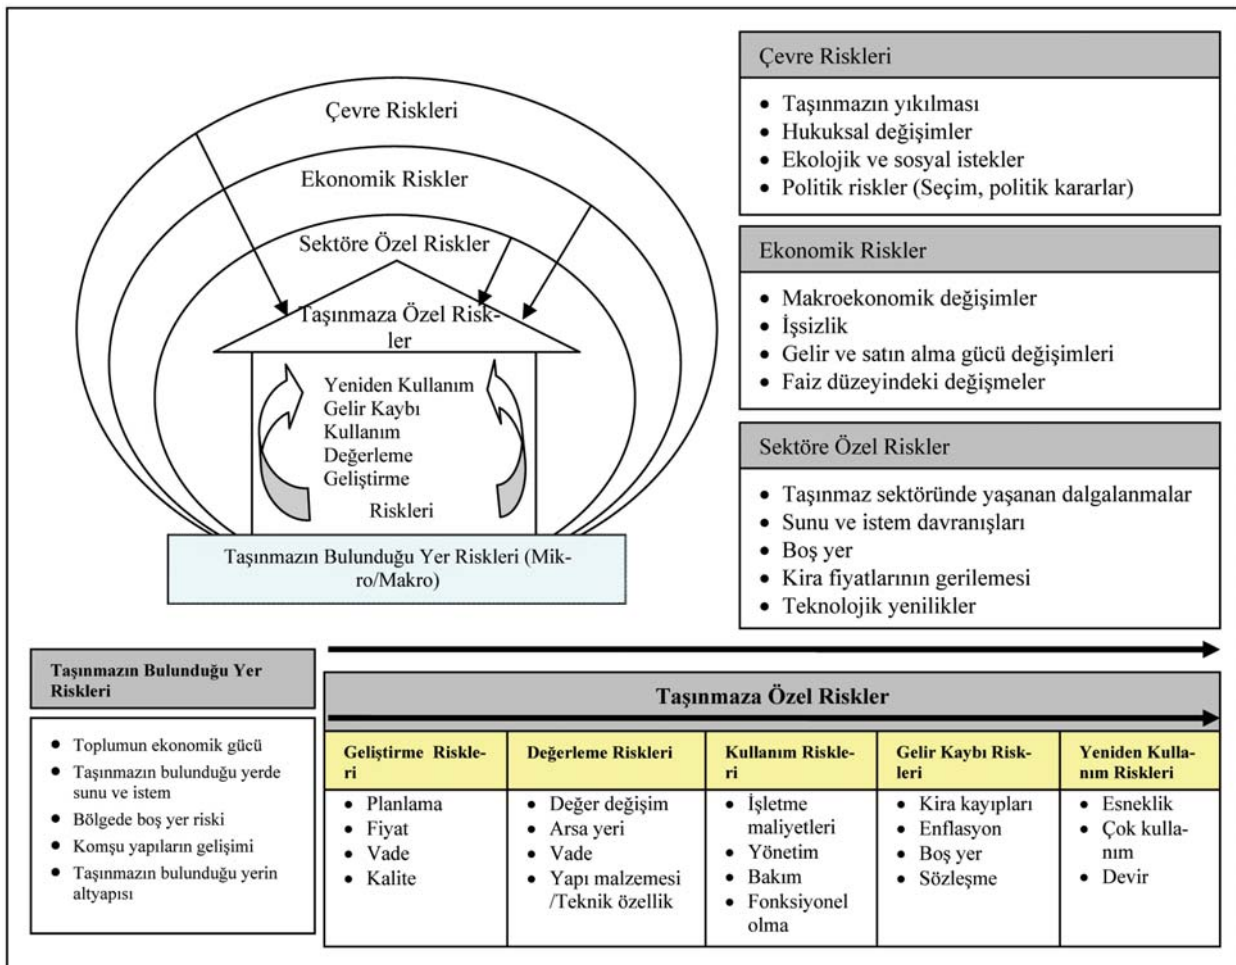 Çevre Riskleri
Ekonomik Riskler
Sektöre Özel Riskler
Taşınmaza Özel Risk-
ler
Yeniden Kullanım
Gelir Kaybı
Kullanım
Değerleme
Geliştirme
Riskleri
Taşınmazın Bulunduğu Yer Riskleri (Mik-
ro/Makro)
Çevre Riskleri
• Taşınmazın yıkılması
• Hukuksal değişimler
• Ekolojik ve sosyal istekler
• Politik riskler (Seçim, politik kararlar)
Ekonomik Riskler
• Makroekonomik değişimler
• İşsizlik
• Gelir ve satın alma gücü değişimleri
• Faiz düzeyindeki değişmeler
Sektöre Özel Riskler
• Taşınmaz sektöründe yaşanan dalgalanmalar
• Sunu ve istem davranışları
• Boş yer
• Kira fiyatlarının gerilemesi
• Teknolojik yenilikler
Taşınmazın Bulunduğu Yer
Riskleri
• Toplumun ekonomik gücü
• Taşınmazın bulunduğu yerde
sunu ve istem
• Bölgede boş yer riski
• Komşu yapıların gelişimi
• Taşınmazın bulunduğu yerin
altyapısı
Taşınmaza Özel Riskler
Geliştirme Riskle-
ri
• Planlama
• Fiyat
• Vade
• Kalite
Değerleme Riskleri
• Değer değişim
• Arsa yeri
• Vade
• Yapı malzemesi
/Teknik özellik
Kullanım Riskle-
ri
• İşletme
maliyetleri
• Yönetim
• Bakım
• Fonksiyonel
olma
Gelir Kaybı Risk-
leri
• Kira kayıpları
• Enflasyon
• Boş yer
• Sözleşme
Yeniden Kulla-
nım Riskleri
• Esneklik
• Çok kulla-
nım
• Devir